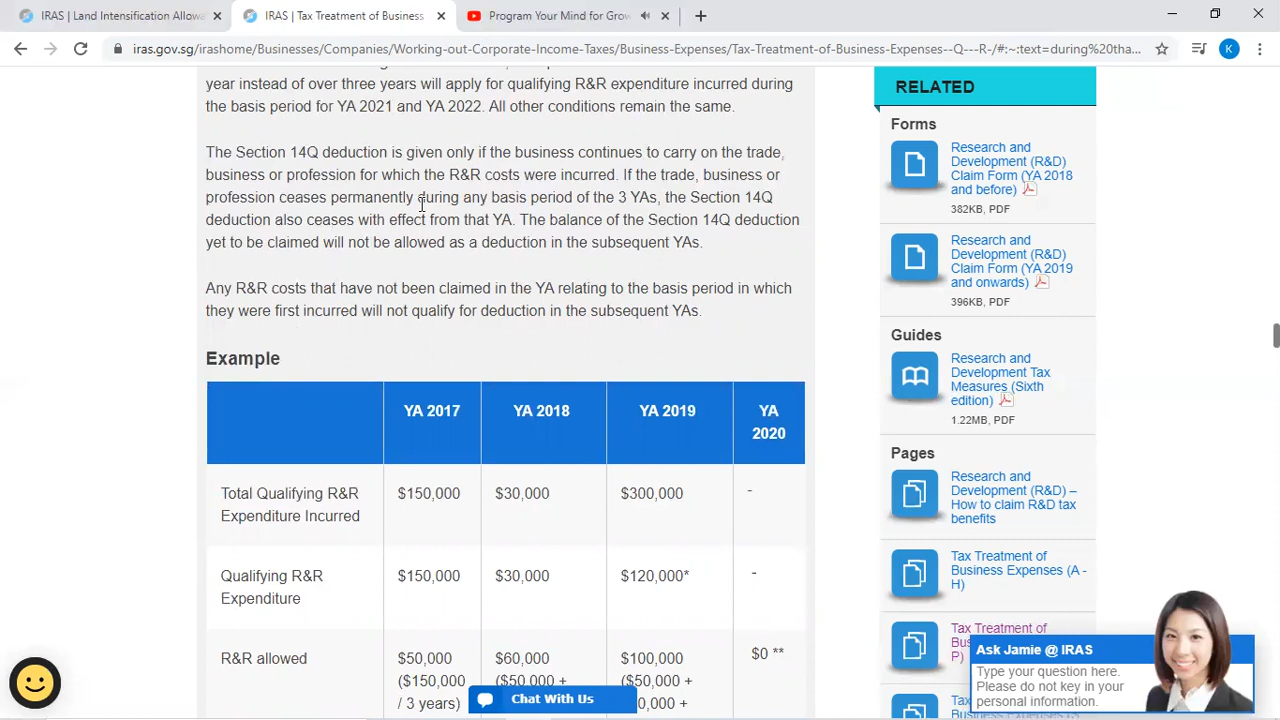 IRAS | Land Intensification Allowa
IRAS | Tax Treatment of Business
Program Your Mind for Grow
iras.gov.sg/irashome/Businesses/Companies/Working-out-Corporate-Income-Taxes/Business-Expenses/Tax-Treatment-of-Business-Expenses--Q---R-/#:~:text=during%20tha...
K
year instead of over three years will apply for qualifying R&R expenditure incurred during
the basis period for YA 2021 and YA 2022. All other conditions remain the same.
The Section 14Q deduction is given only if the business continues to carry on the trade,
business or profession for which the R&R costs were incurred. If the trade, business or
profession ceases permanently during any basis period of the 3 YAs, the Section 14Q
deduction also ceases with effect from that YA. The balance of the Section 14Q deduction
yet to be claimed will not be allowed as a deduction in the subsequent YAs.
Any R&R costs that have not been claimed in the YA relating to the basis period in which
they were first incurred will not qualify for deduction in the subsequent YAs.
Example
YA 2017 YA 2018 YA 2019 YA
2020
Total Qualifying R&R $150,000 $30,000 $300,000 -
Expenditure Incurred
Qualifying R&R $150,000 $30,000 $120,000* -
Expenditure
R&R allowed $50,000 $60,000 $100,000 $0 **
($150,000 ($50,000 + ($50,000 +
/ 3 years)
RELATED
Forms
Research and
Development (R&D)
Claim Form (YA 2018
and before)
382KB, PDF
Research and
Development (R&D)
Claim Form (YA 2019
and onwards)
396KB, PDF
Guides
Research and
Development Tax
Measures (Sixth
edition)
1.22MB, PDF
Pages
Research and
Development (R&D) –
How to claim R&D tax
benefits
Tax Treatment of
Business Expenses (A -
H)
Tax Treatment of
P)
Ask Jamie @ IRAS
Type your question here.
Please do not key in your
personal information.
Chat With Us